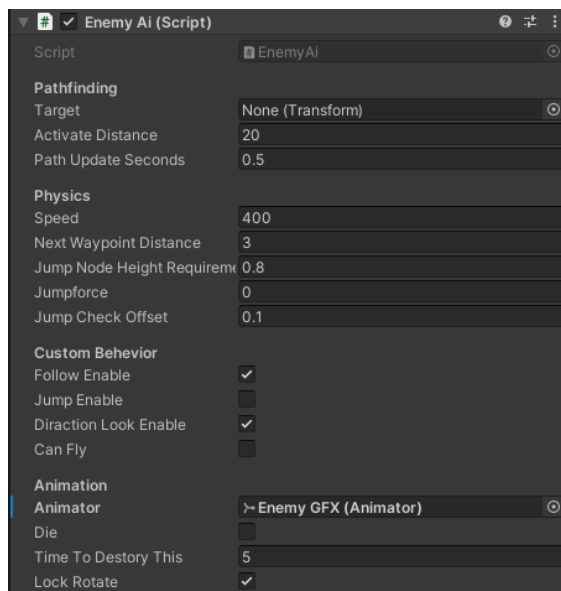 Enemy Ai (Script)
Script EnemyAi
Pathfinding
Target None (Transform)
Activate Distance 20
Path Update Seconds 0.5
Physics
Speed 400
Next Waypoint Distance 3
Jump Node Height Requireme 0.8
Jumpforce 0
Jump Check Offset 0.1
Custom Behevior
Follow Enable
Jump Enable
Diraction Look Enable
Can Fly
Animation
Animator Enemy GFX (Animator)
Die
Time To Destory This 5
Lock Rotate